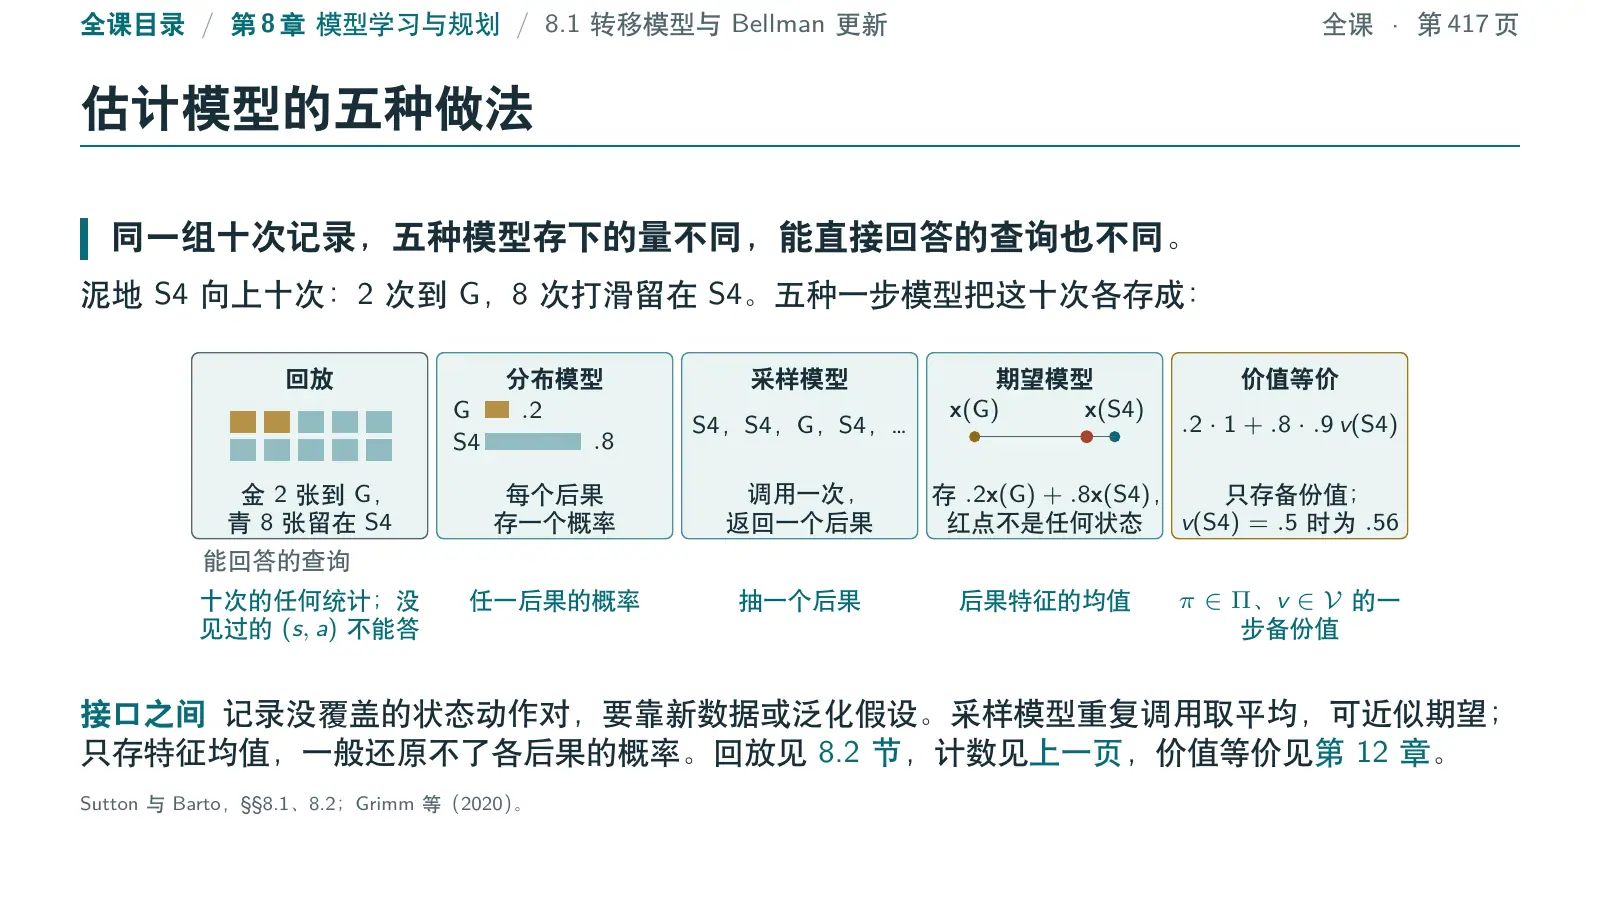 全课目录 / 第 8 章 模型学习与规划 / 8.1 转移模型与 Bellman 更新
全课 · 第 417 页
估计模型的五种做法
同一组十次记录，五种模型存下的量不同，能直接回答的查询也不同。
泥地 S4 向上十次：2 次到 G，8 次打滑留在 S4。五种一步模型把这十次各存成：
回放
金 2 张到 G，
青 8 张留在 S4
分布模型
G .2
S4 .8
每个后果
存一个概率
采样模型
S4，S4，G，S4，...
调用一次，
返回一个后果
期望模型
x(G) x(S4)
存 .2x(G) + .8x(S4)，
红点不是任何状态
价值等价
.2 · 1 + .8 · .9 v(S4)
只存备份值；
v(S4) = .5 时为 .56
能回答的查询
十次的任何统计；没
见过的 (s, a) 不能答
任一后果的概率
抽一个后果
后果特征的均值
π ∈ Π、v ∈ 𝒱 的一
步备份值
接口之间 记录没覆盖的状态动作对，要靠新数据或泛化假设。采样模型重复调用取平均，可近似期望；
只存特征均值，一般还原不了各后果的概率。回放见 8.2 节，计数见上一页，价值等价见第 12 章。
Sutton 与 Barto，§§8.1、8.2；Grimm 等（2020）。